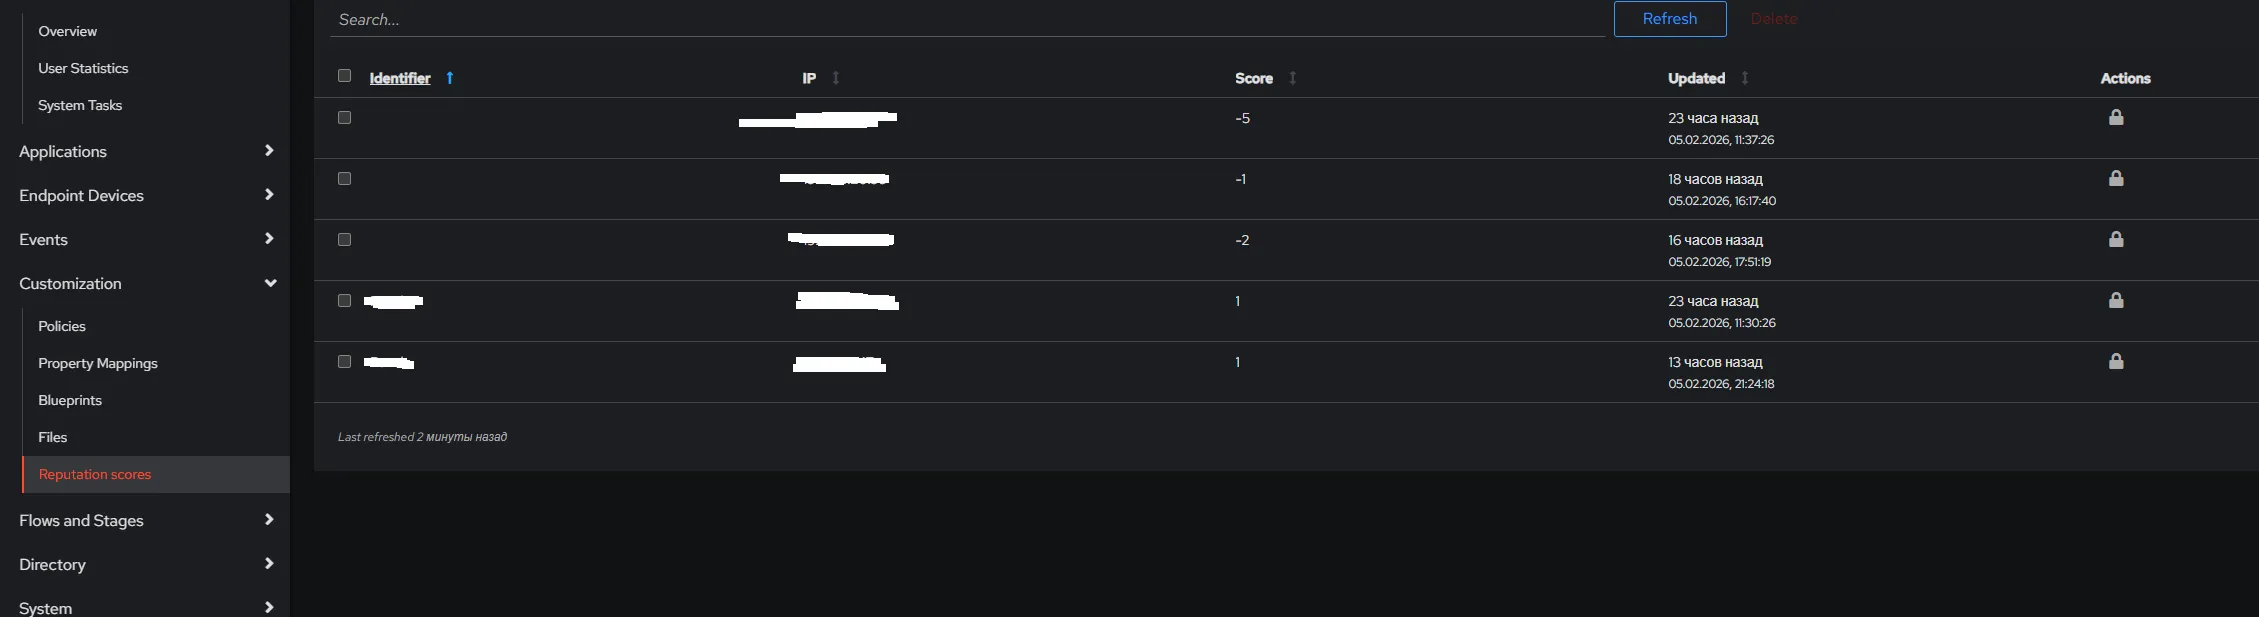 Overview
User Statistics
System Tasks
Applications
Endpoint Devices
Events
Customization
Policies
Property Mappings
Blueprints
Files
Reputation scores
Flows and Stages
Directory
System
Search...
Refresh
Delete
Identifier IP Score Updated Actions
-5 23 часа назад
05.02.2026, 11:37:26
-1 18 часов назад
05.02.2026, 16:17:40
-2 16 часов назад
05.02.2026, 17:51:19
1 23 часа назад
05.02.2026, 11:30:26
1 13 часов назад
05.02.2026, 21:24:18
Last refreshed 2 минуты назад